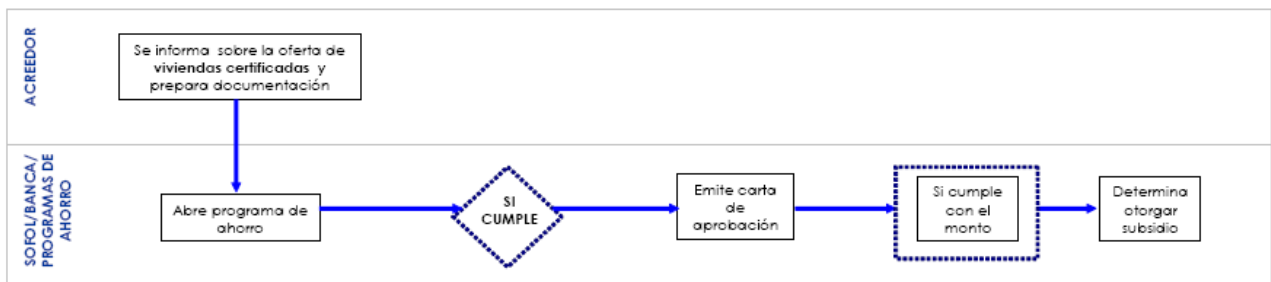 ACREEDOR
Se informa sobre la oferta de
viviendas certificadas y
prepara documentación
SOFOL/BANCA/
PROGRAMAS DE
AHORRO
Abre programa de
ahorro
SI
CUMPLE
Emite carta
de
aprobación
Si cumple
con el
monto
Determina
otorgar
subsidio